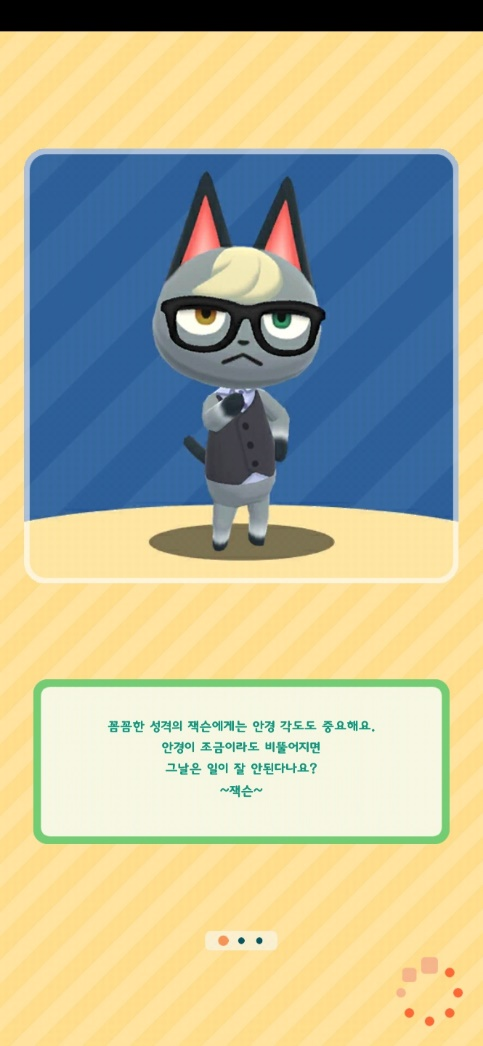 꼼꼼한 성격의 잭슨에게는 안경 각도도 중요해요.
안경이 조금이라도 비뚤어지면
그날은 일이 잘 안된다나요?
~잭슨~